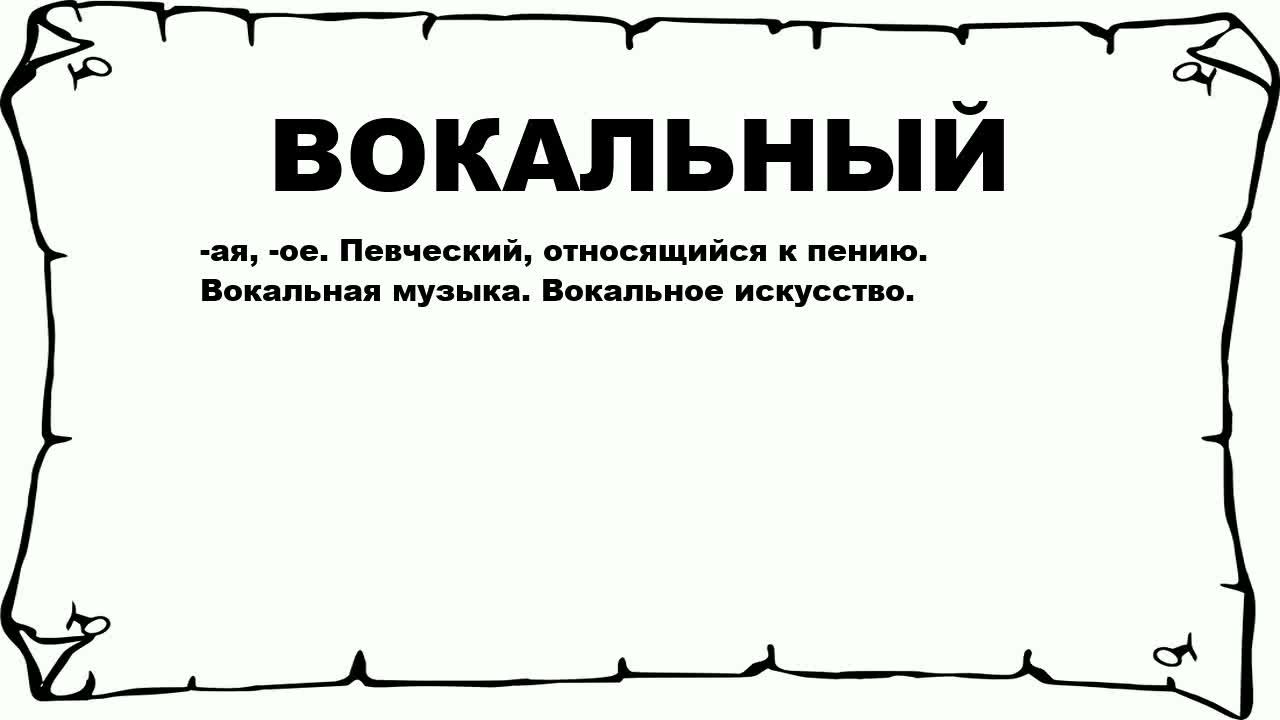 ВОКАЛЬНЫЙ
-ая, -ое. Певческий, относящийся к пению.
Вокальная музыка. Вокальное искусство.